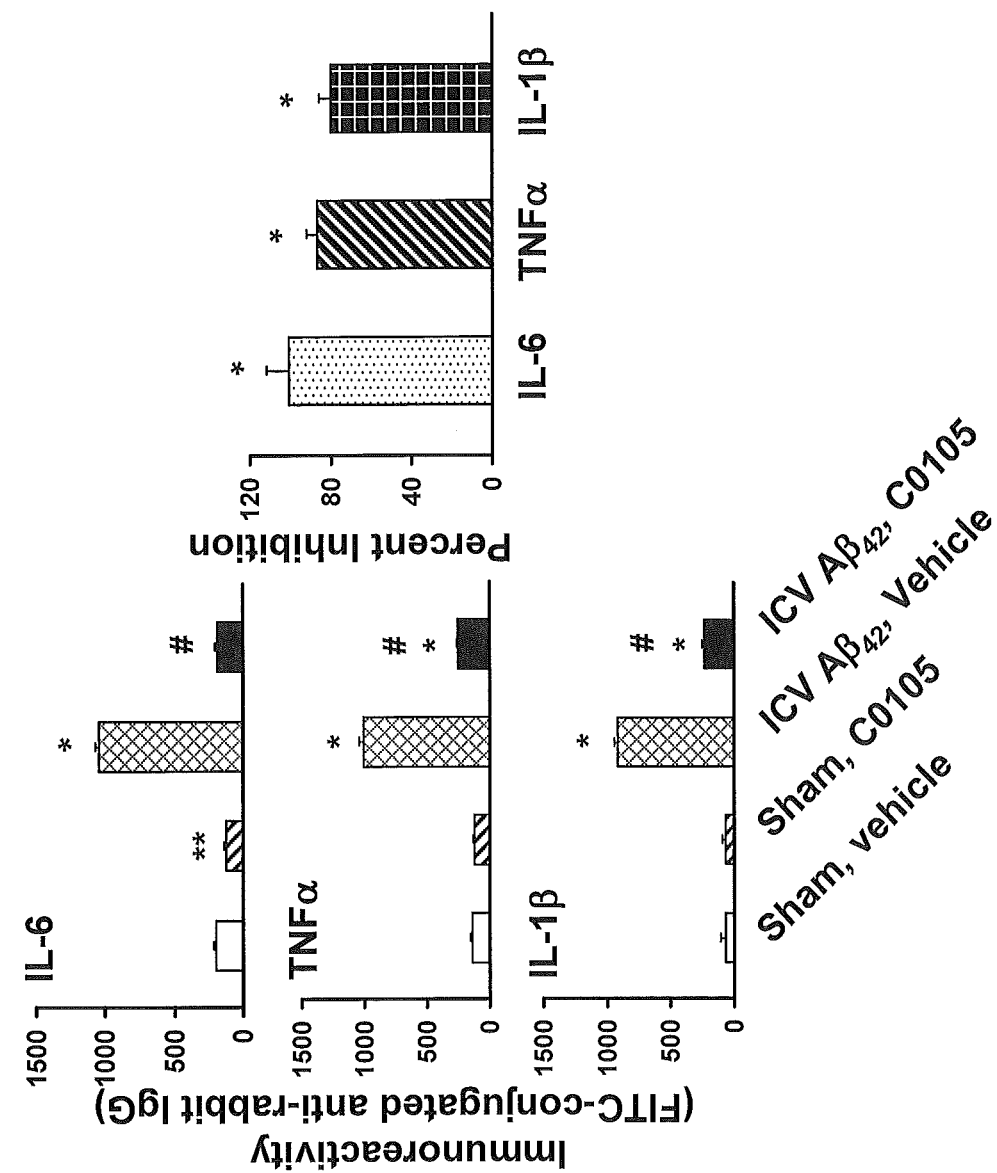 Immunoreactivity
(FITC-conjugated anti-rabbit IgG)
IL-6
1500
1000
500
0
*
**
#
TNFα
1500
1000
500
0
*
#
*
IL-1β
1500
1000
500
0
*
#
*
Sham, vehicle
Sham, C0105
ICV Aβ42, Vehicle
ICV Aβ42, C0105
Percent Inhibition
120
80
40
0
*
*
*
IL-6
TNFα
IL-1β